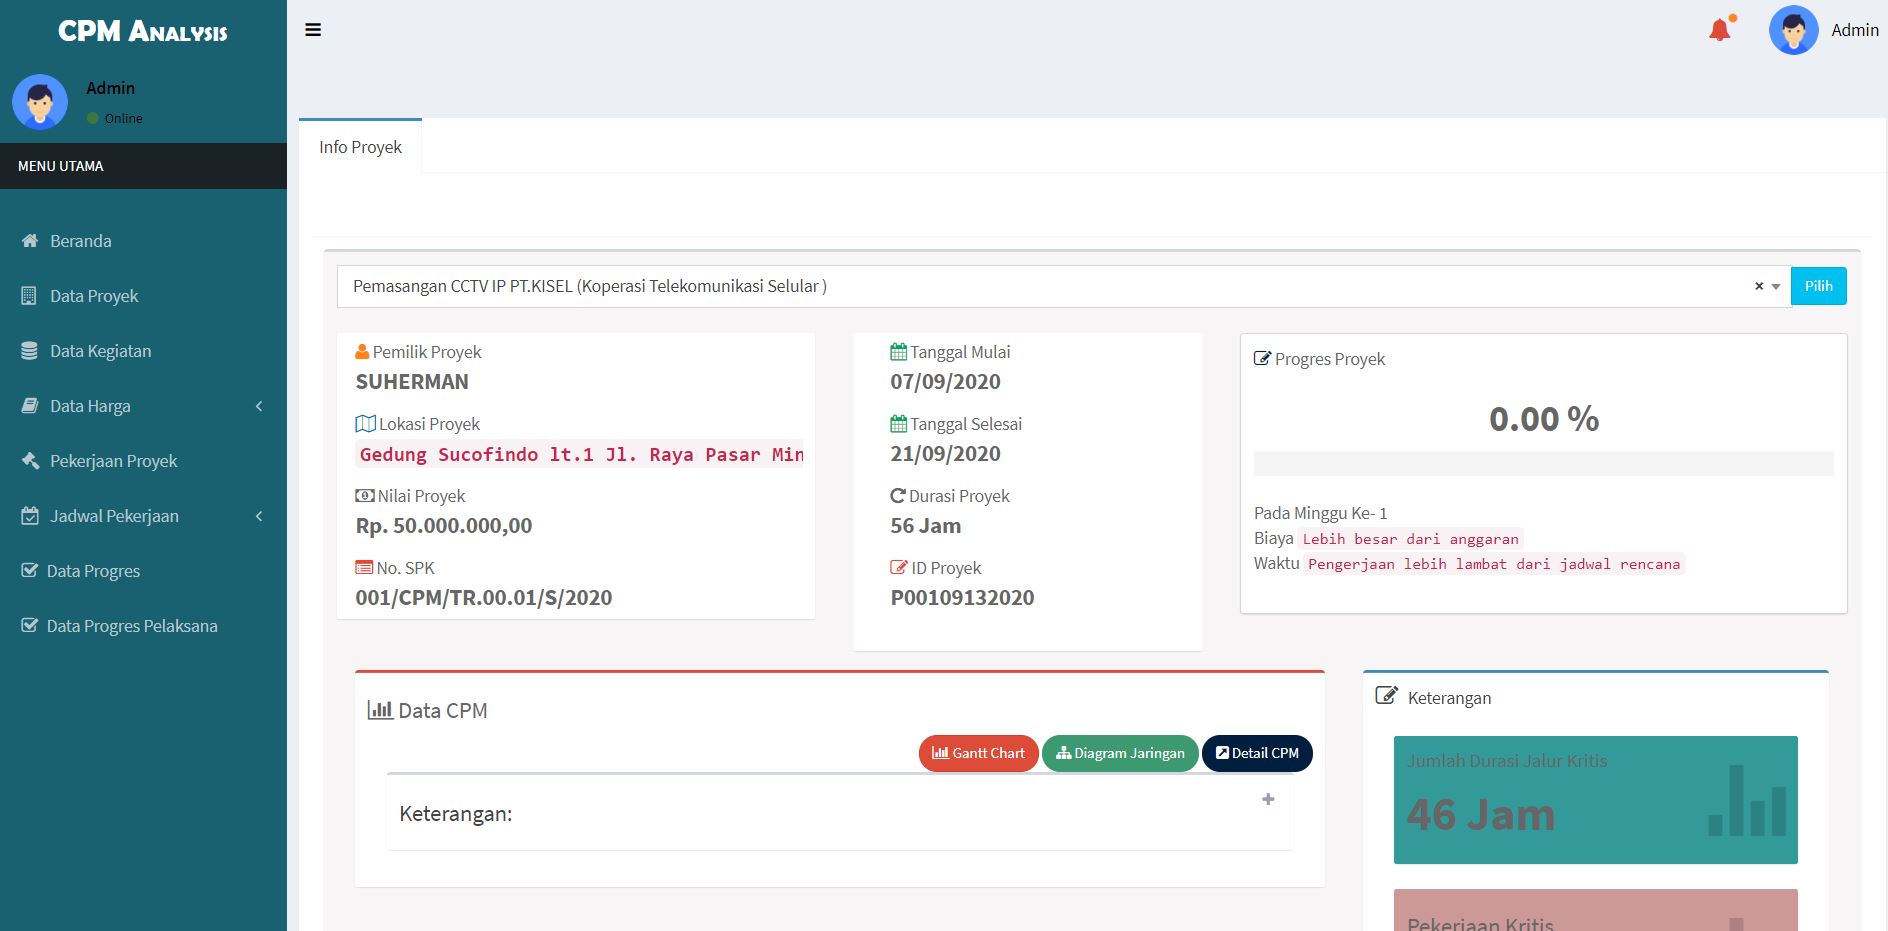 CPM Analysis
Admin
Online
MENU UTAMA
Beranda
Data Proyek
Data Kegiatan
Data Harga
Pekerjaan Proyek
Jadwal Pekerjaan
Data Progres
Data Progres Pelaksana
Admin
Info Proyek
Pemasangan CCTV IP PT.KISEL (Koperasi Telekomunikasi Selular )
× Pilih
Pemilik Proyek
SUHERMAN
Lokasi Proyek
Gedung Sucofindo lt.1 Jl. Raya Pasar Min
Nilai Proyek
Rp. 50.000.000,00
No. SPK
001/CPM/TR.00.01/S/2020
Tanggal Mulai
07/09/2020
Tanggal Selesai
21/09/2020
Durasi Proyek
56 Jam
ID Proyek
P00109132020
Progres Proyek
0.00 %
Pada Minggu Ke- 1
Biaya Lebih besar dari anggaran
Waktu Pengerjaan lebih lambat dari jadwal rencana
Data CPM
Gantt Chart Diagram Jaringan Detail CPM
Keterangan:
Keterangan
Jumlah Durasi Jalur Kritis
46 Jam
Pekerjaan Kritis